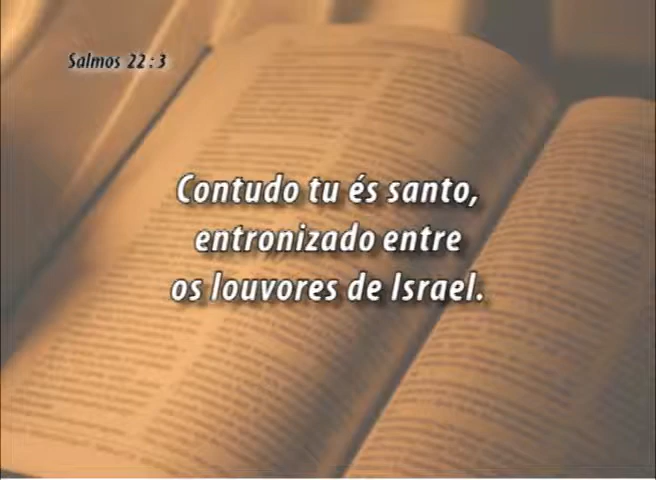 Salmos 22:3
Contudo tu és santo,
entronizado entre
os louvores de Israel.